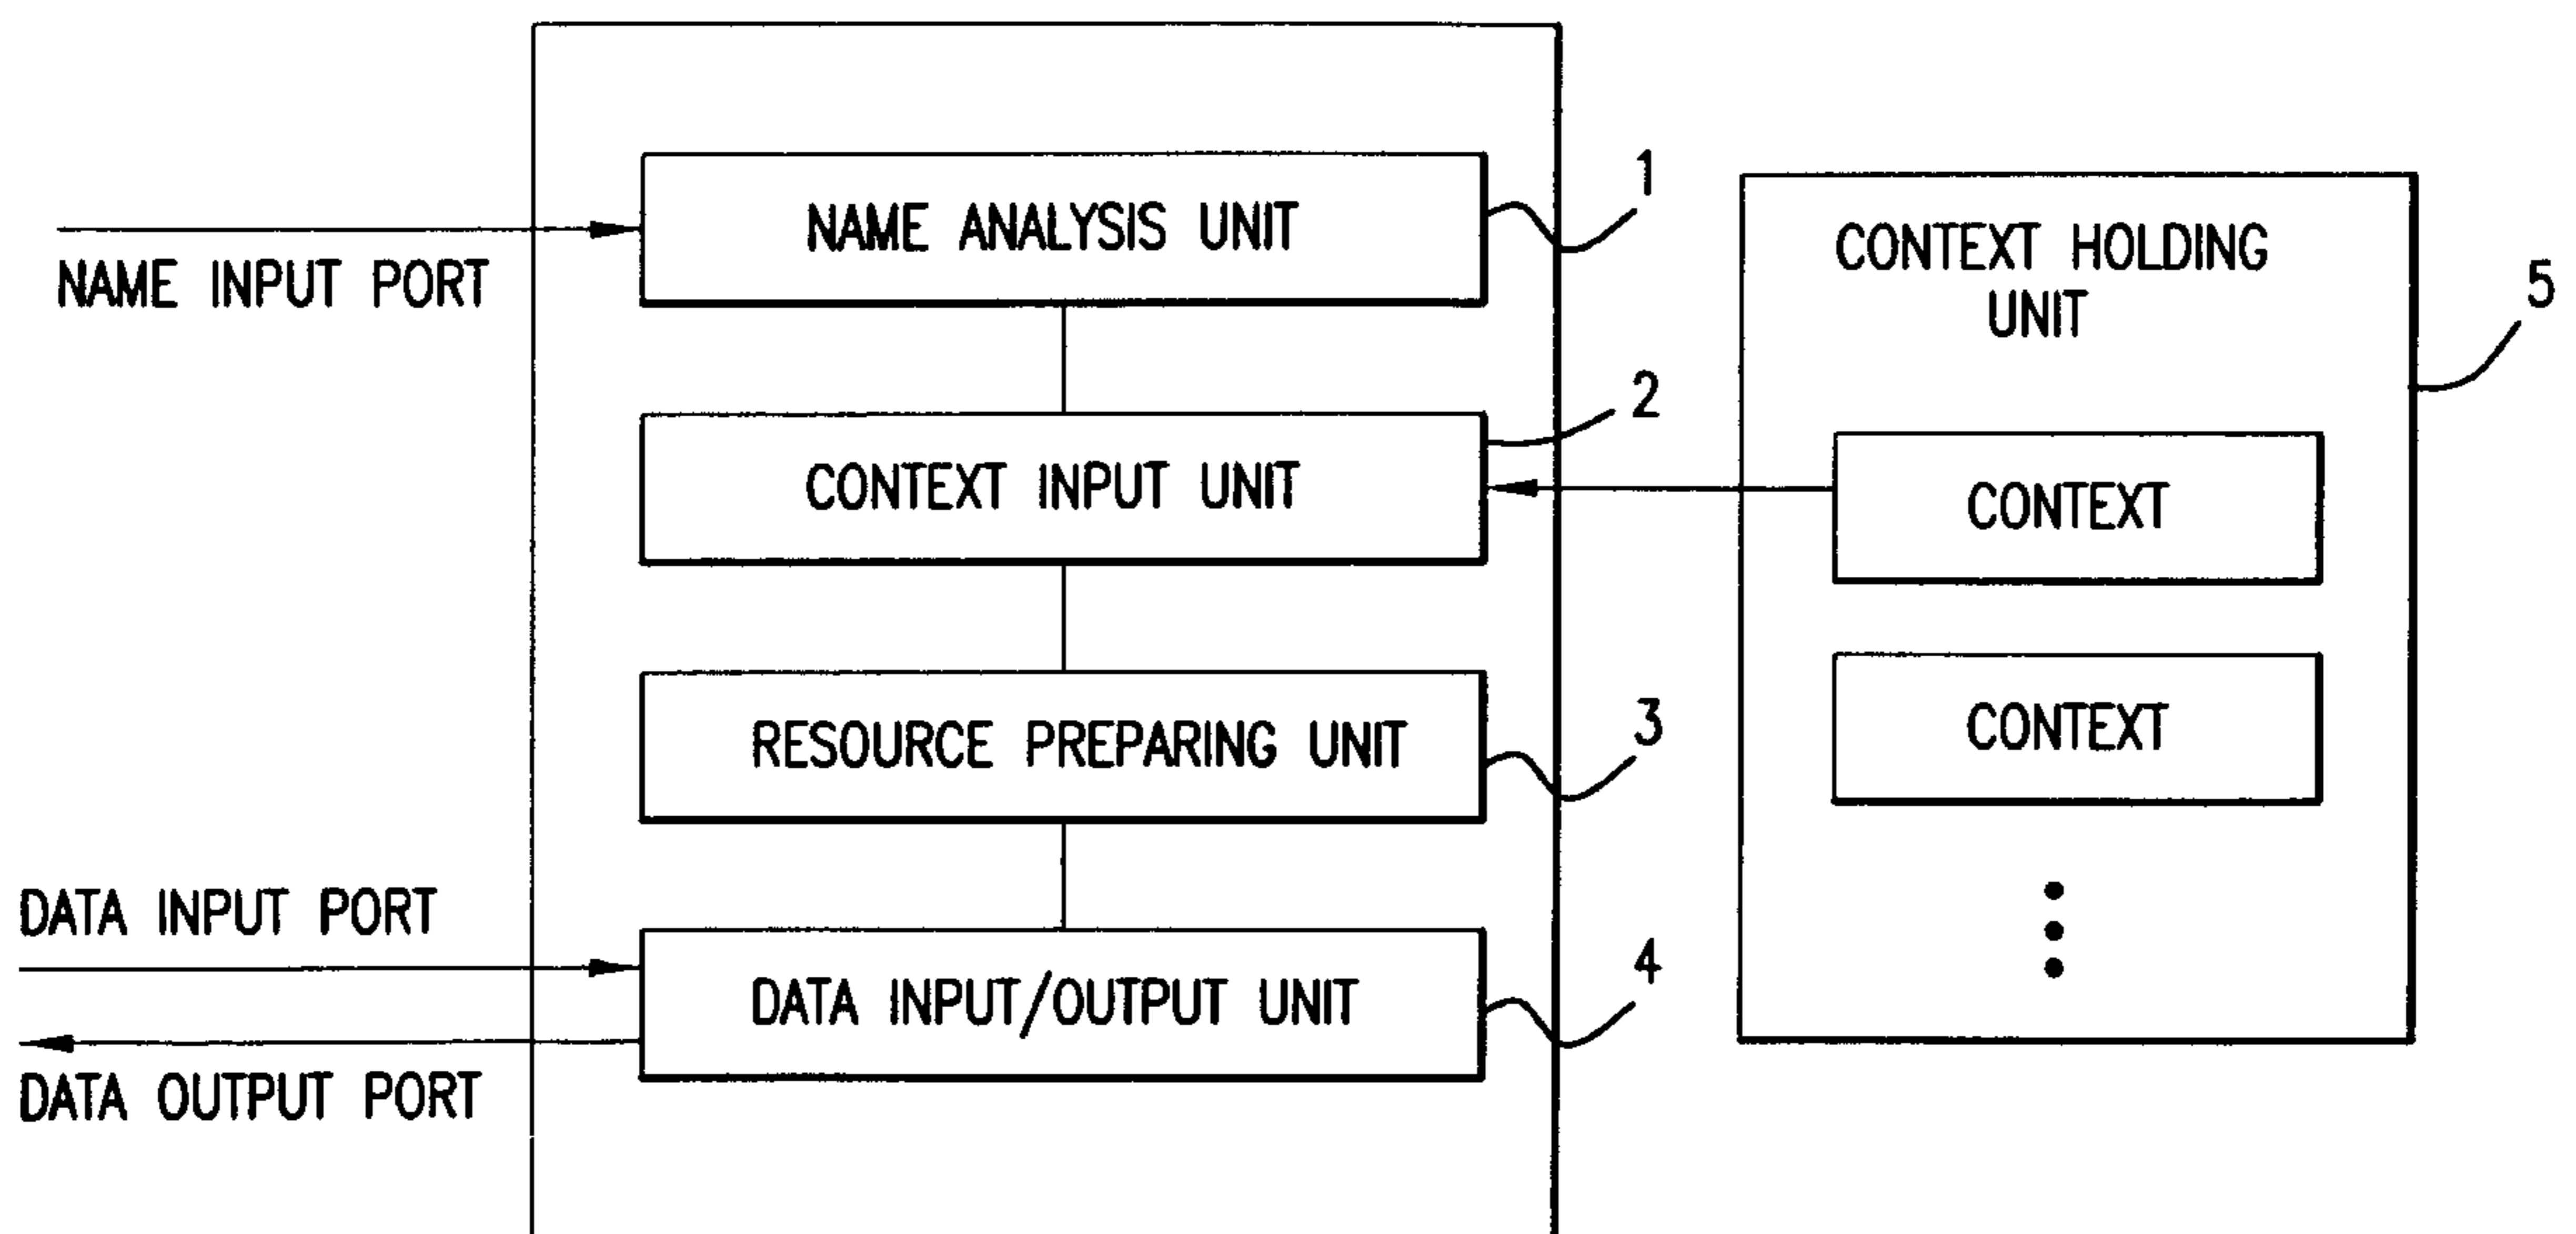 NAME ANALYSIS UNIT
1
NAME INPUT PORT
CONTEXT HOLDING
UNIT
5
2
CONTEXT INPUT UNIT
CONTEXT
RESOURCE PREPARING UNIT
3
CONTEXT
DATA INPUT PORT
DATA INPUT/OUTPUT UNIT
4
DATA OUTPUT PORT